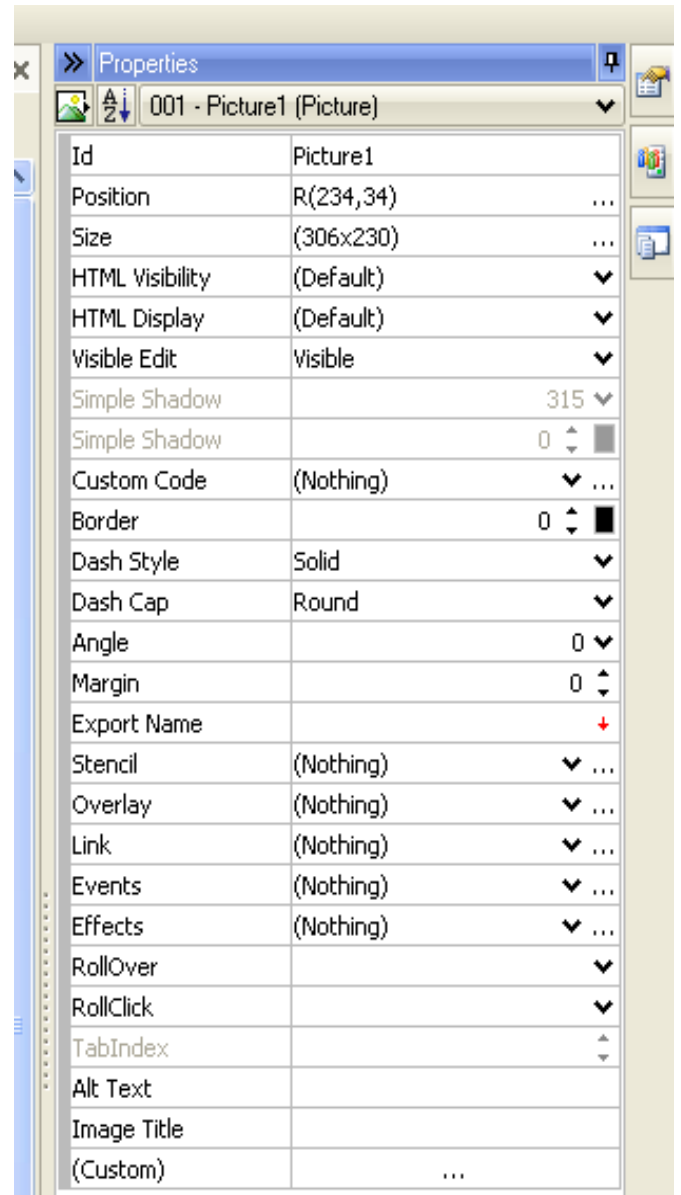 Properties
001 - Picture1 (Picture)
Id Picture1
Position R(234,34) ...
Size (306x230) ...
HTML Visibility (Default)
HTML Display (Default)
Visible Edit Visible
Simple Shadow 315
Simple Shadow 0
Custom Code (Nothing) ...
Border 0
Dash Style Solid
Dash Cap Round
Angle 0
Margin 0
Export Name
Stencil (Nothing) ...
Overlay (Nothing) ...
Link (Nothing) ...
Events (Nothing) ...
Effects (Nothing) ...
RollOver
RollClick
TabIndex
Alt Text
Image Title
(Custom) ...